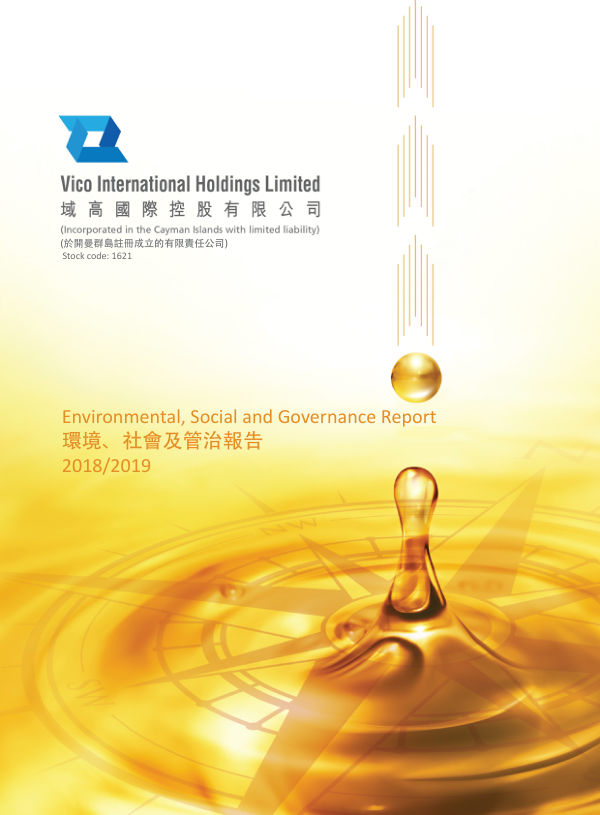 Vico International Holdings Limited
域高國際控股有限公司
(Incorporated in the Cayman Islands with limited liability)
(於開曼群島註冊成立的有限責任公司)
Stock code: 1621
Environmental, Social and Governance Report
環境、社會及管治報告
2018/2019
NW
SW